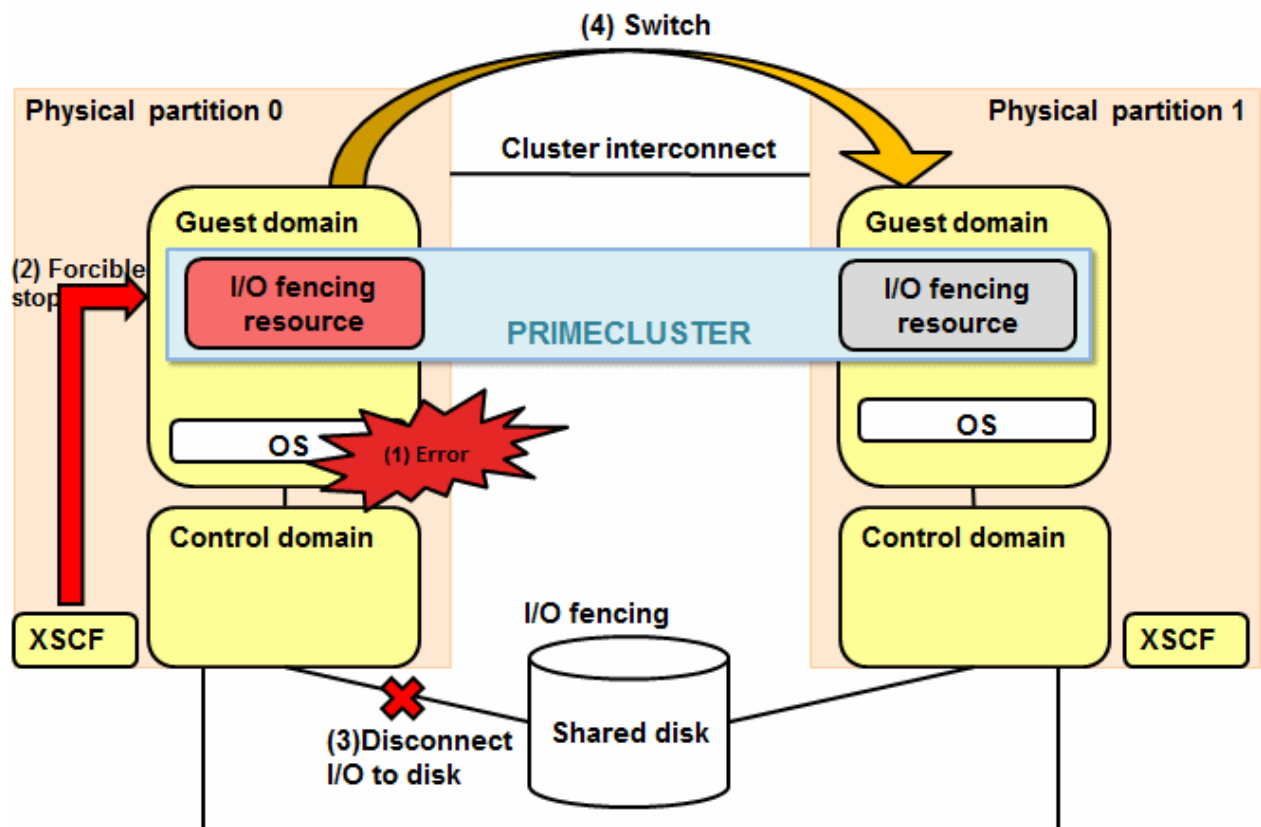 (4) Switch
Physical partition 0
Physical partition 1
Cluster interconnect
Guest domain
Guest domain
(2) Forcible
stop
I/O fencing
resource
I/O fencing
resource
PRIMECLUSTER
OS
(1) Error
OS
Control domain
Control domain
I/O fencing
XSCF
XSCF
Shared disk
(3)Disconnect
I/O to disk